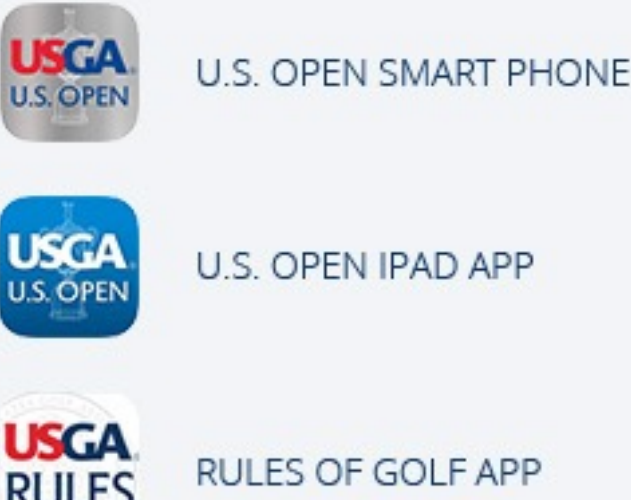 USGA
U.S. OPEN
U.S. OPEN SMART PHONE
USGA
U.S. OPEN
U.S. OPEN IPAD APP
USGA
RULES
RULES OF GOLF APP